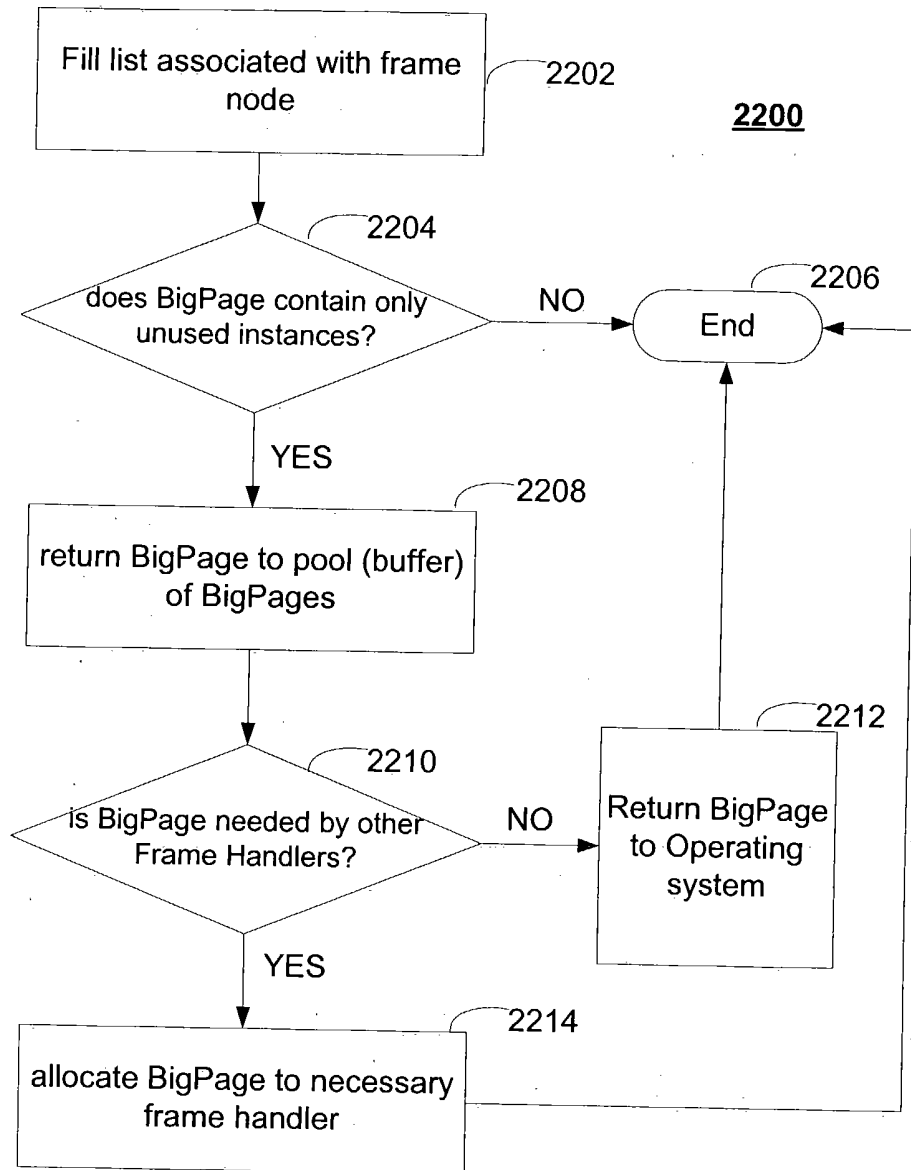 Fill list associated with frame
node
2202
2200
2204
does BigPage contain only
unused instances?
NO
2206
End
YES
2208
return BigPage to pool (buffer)
of BigPages
2210
is BigPage needed by other
Frame Handlers?
NO
2212
Return BigPage
to Operating
system
YES
2214
allocate BigPage to necessary
frame handler